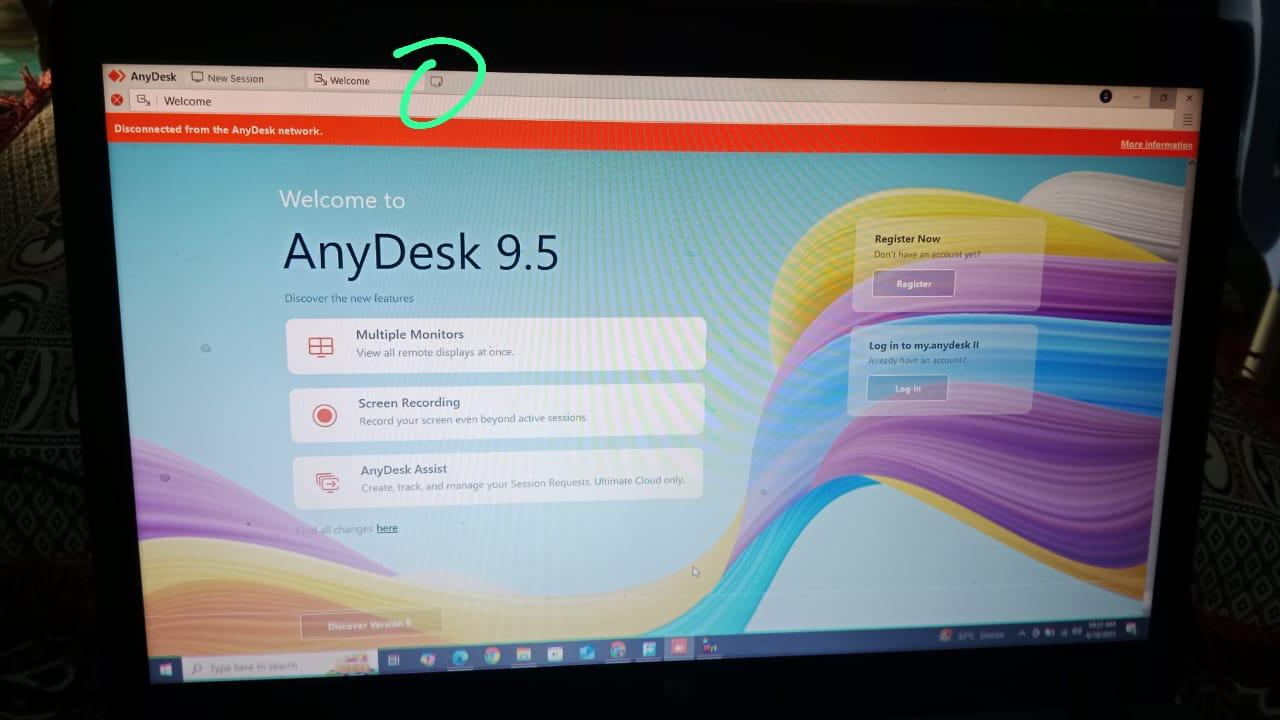 AnyDesk New Session Welcome
Welcome
Disconnected from the AnyDesk network.
More information
Welcome to
AnyDesk 9.5
Discover the new features
Multiple Monitors
View all remote displays at once.
Screen Recording
Record your screen even beyond active sessions.
AnyDesk Assist
Create, track, and manage your Session Requests. Ultimate Cloud only.
Find all changes here
Discover Version 9
Register Now
Don't have an account yet?
Register
Log in to my.anydesk II
Already have an account?
Log in
Type here to search